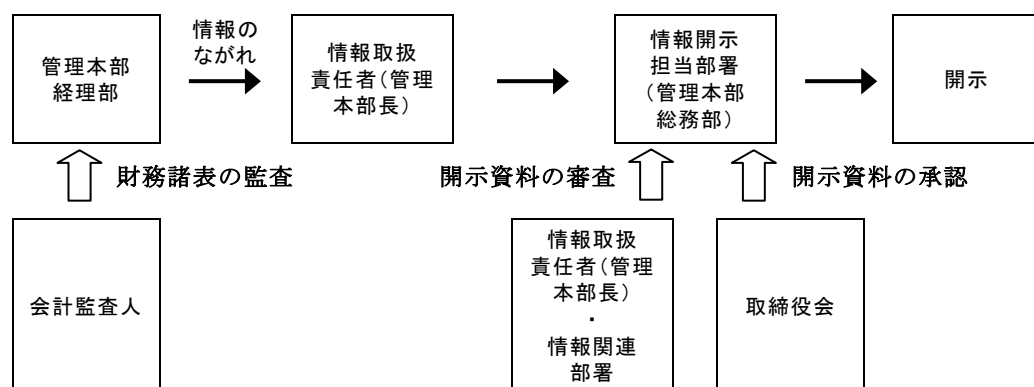 管理本部
経理部
情報の
ながれ
情報取扱
責任者(管理
本部長)
情報開示
担当部署
(管理本部
総務部)
開示
財務諸表の監査
開示資料の審査
開示資料の承認
会計監査人
情報取扱
責任者(管理
本部長)
・
情報関連
部署
取締役会